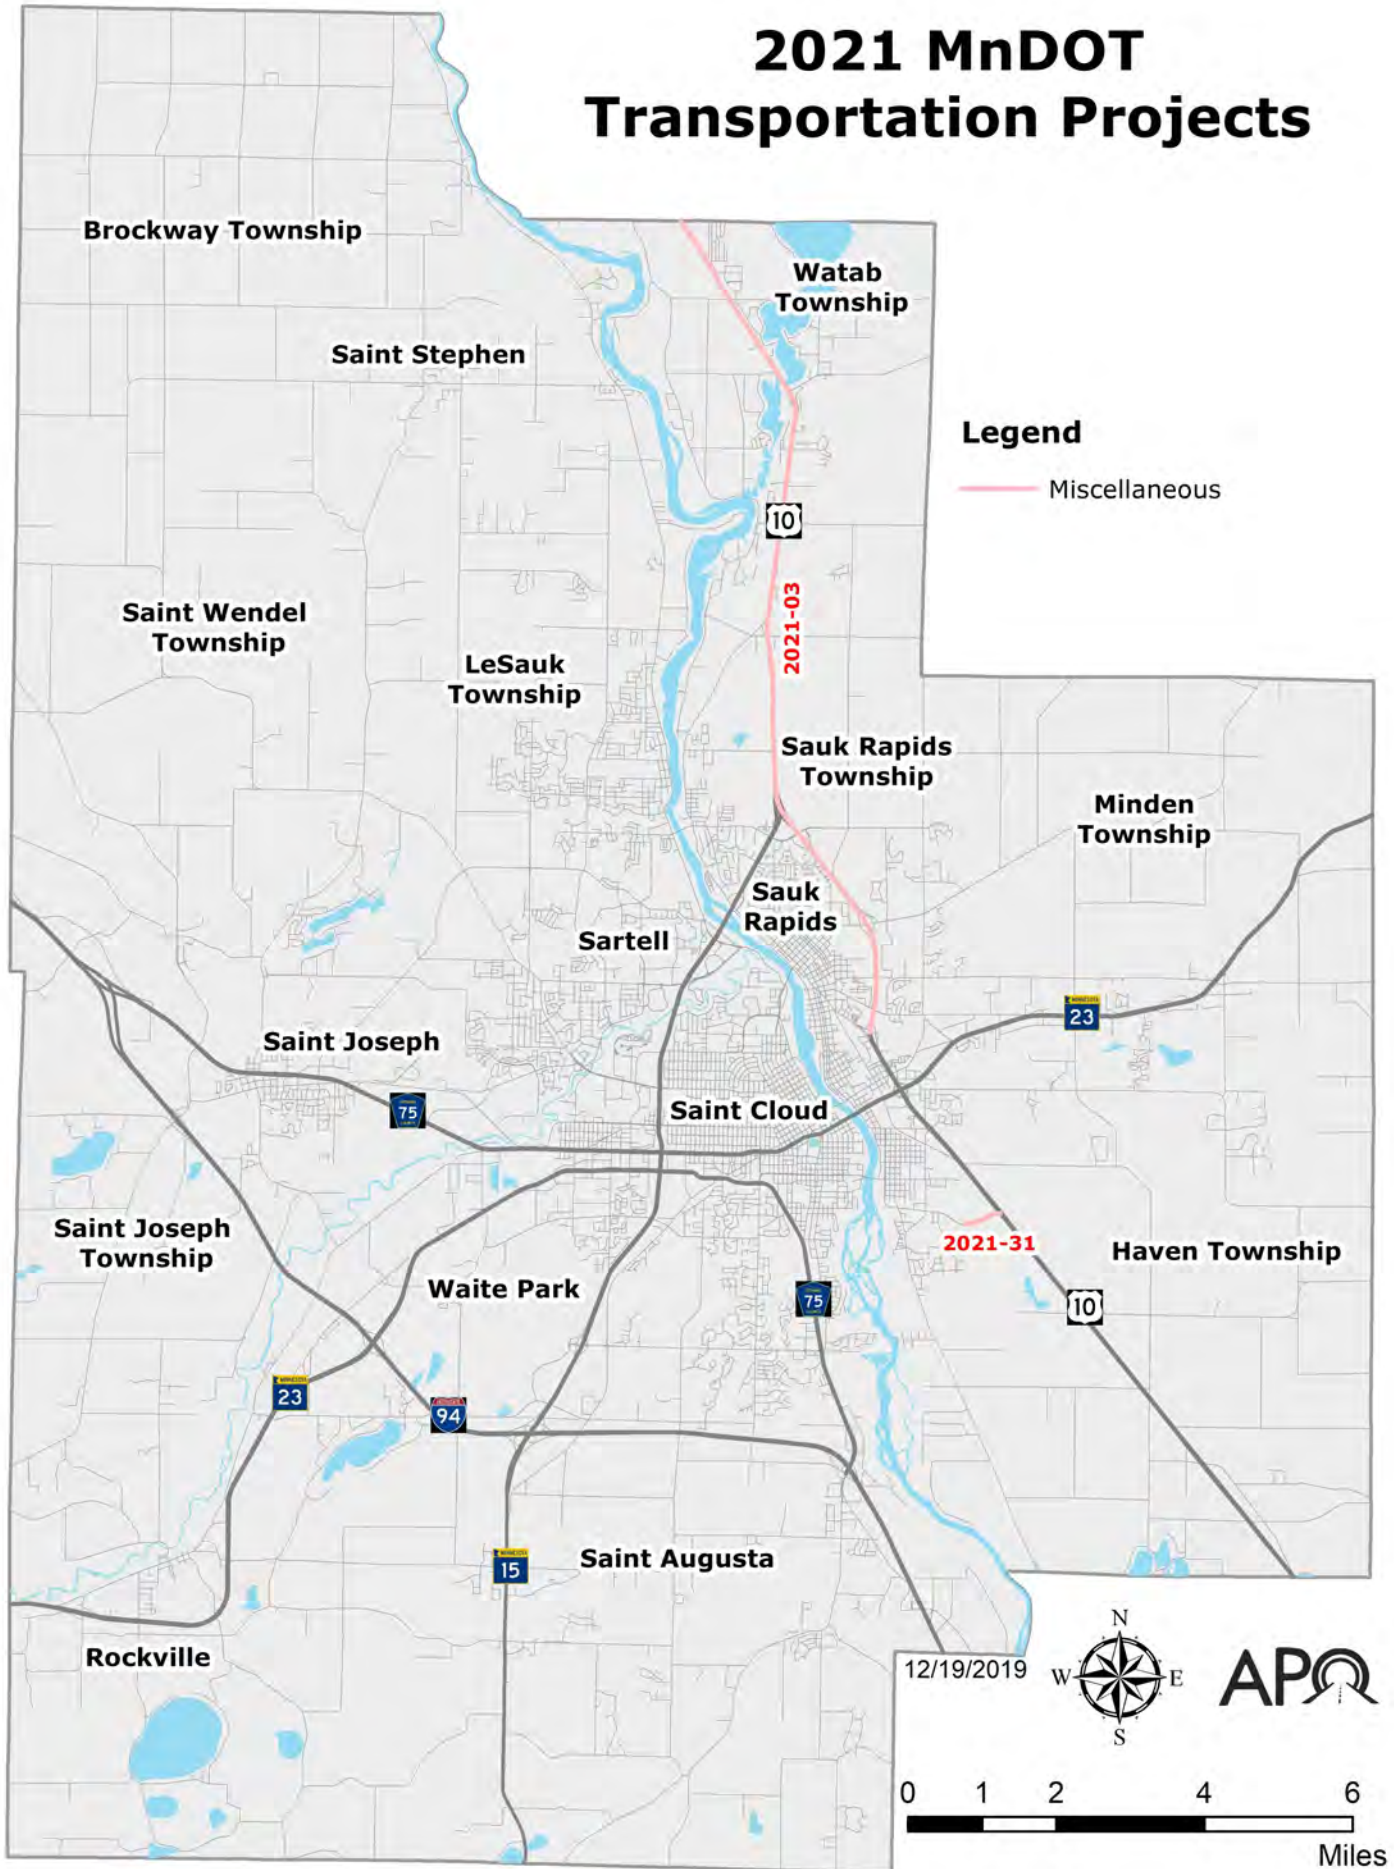 2021 MnDOT
Transportation Projects
Brockway Township
Watab
Township
Saint Stephen
Legend
Miscellaneous
10
2021-03
Saint Wendel
Township
LeSauk
Township
Sauk Rapids
Township
Minden
Township
Sauk
Rapids
Sartell
MINNESOTA
23
Saint Joseph
75
Saint Cloud
Saint Joseph
Township
2021-31
Haven Township
Waite Park
75
10
MINNESOTA
23
94
MINNESOTA
15
Saint Augusta
Rockville
12/19/2019
N
W
E
S
APO
0 1 2 4 6
Miles